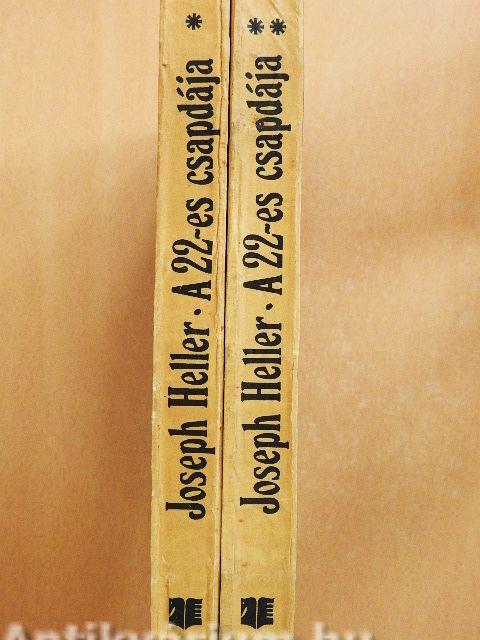 Joseph Heller · A 22-es csapdája *
Joseph Heller · A 22-es csapdája **